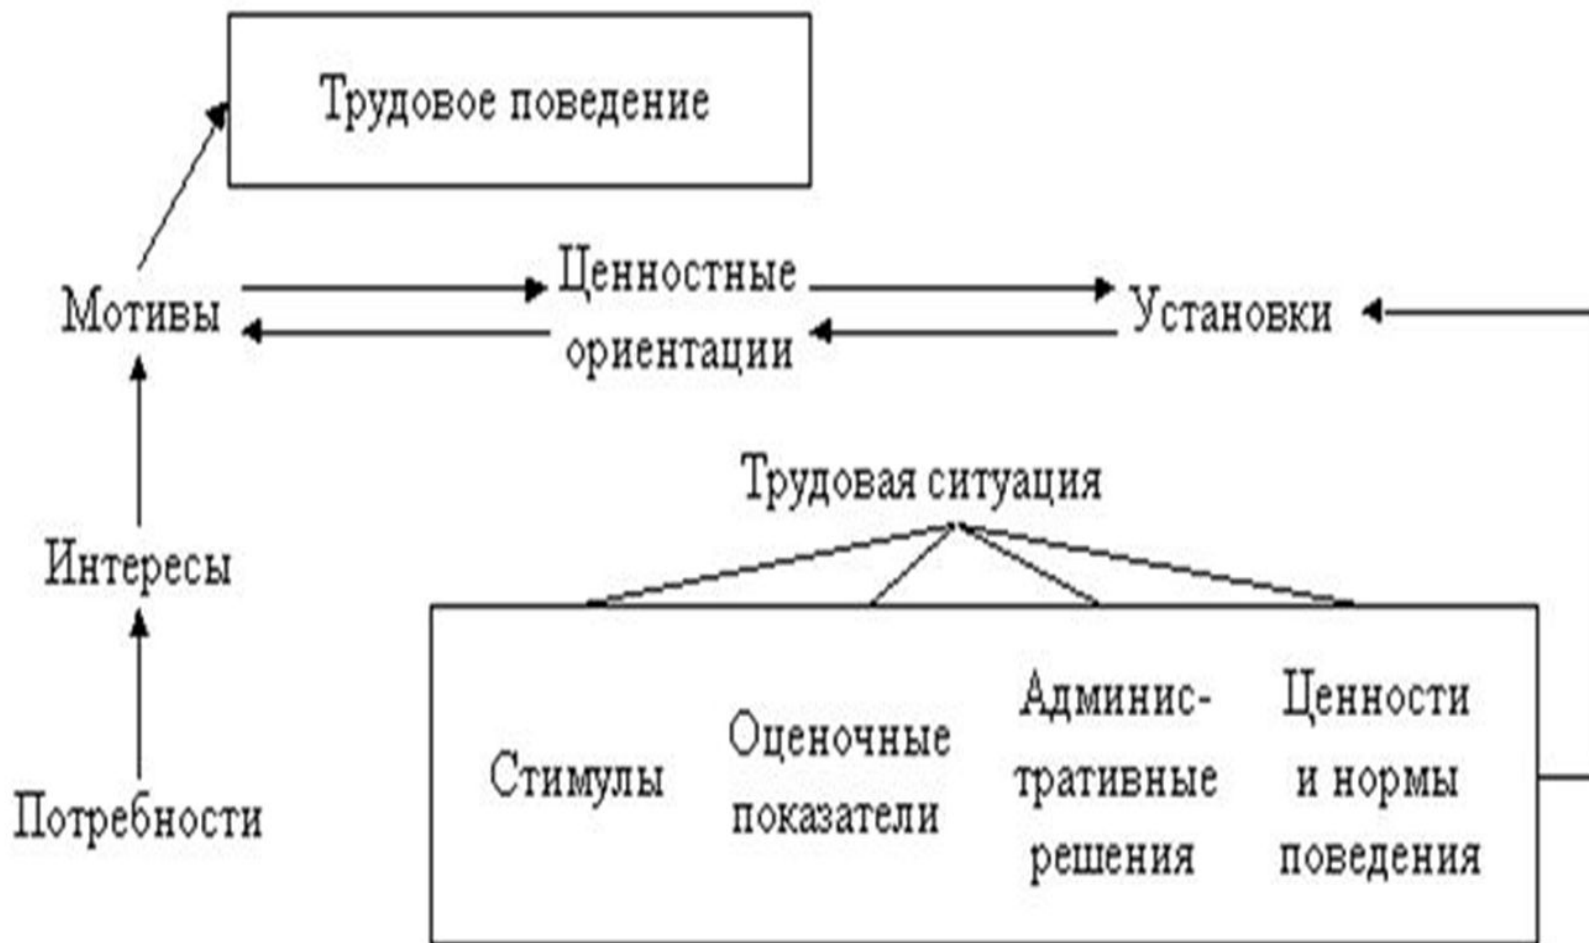 Трудовое поведение
Мотивы
Ценностные
ориентации
Установки
Трудовая ситуация
Интересы
Потребности
Стимулы
Оценочные
показатели
Админис-
тративные
решения
Ценности
и нормы
поведения